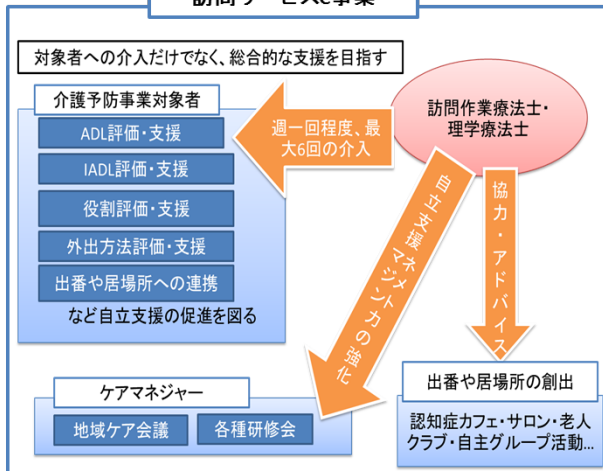 訪問サービスC事業
対象者への介入だけでなく、総合的な支援を目指す
介護予防事業対象者
ADL評価・支援
IADL評価・支援
役割評価・支援
外出方法評価・支援
出番や居場所への連携
など自立支援の促進を図る
週一回程度、最
大6回の介入
訪問作業療法士・
理学療法士
自立支援
マネジメント力の強化
協力・アドバイス
ケアマネジャー
地域ケア会議
各種研修会
出番や居場所の創出
認知症カフェ・サロン・老人
クラブ・自主グループ活動...